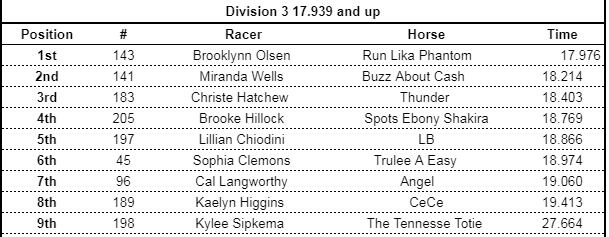 Division 3 17.939 and up
Position # Racer Horse Time
1st 143 Brooklynn Olsen Run Lika Phantom 17.976
2nd 141 Miranda Wells Buzz About Cash 18.214
3rd 183 Christe Hatchew Thunder 18.403
4th 205 Brooke Hillock Spots Ebony Shakira 18.769
5th 197 Lillian Chiodini LB 18.866
6th 45 Sophia Clemons Trulee A Easy 18.974
7th 96 Cal Langworthy Angel 19.060
8th 189 Kaelyn Higgins CeCe 19.413
9th 198 Kylee Sipkema The Tennesse Totie 27.664